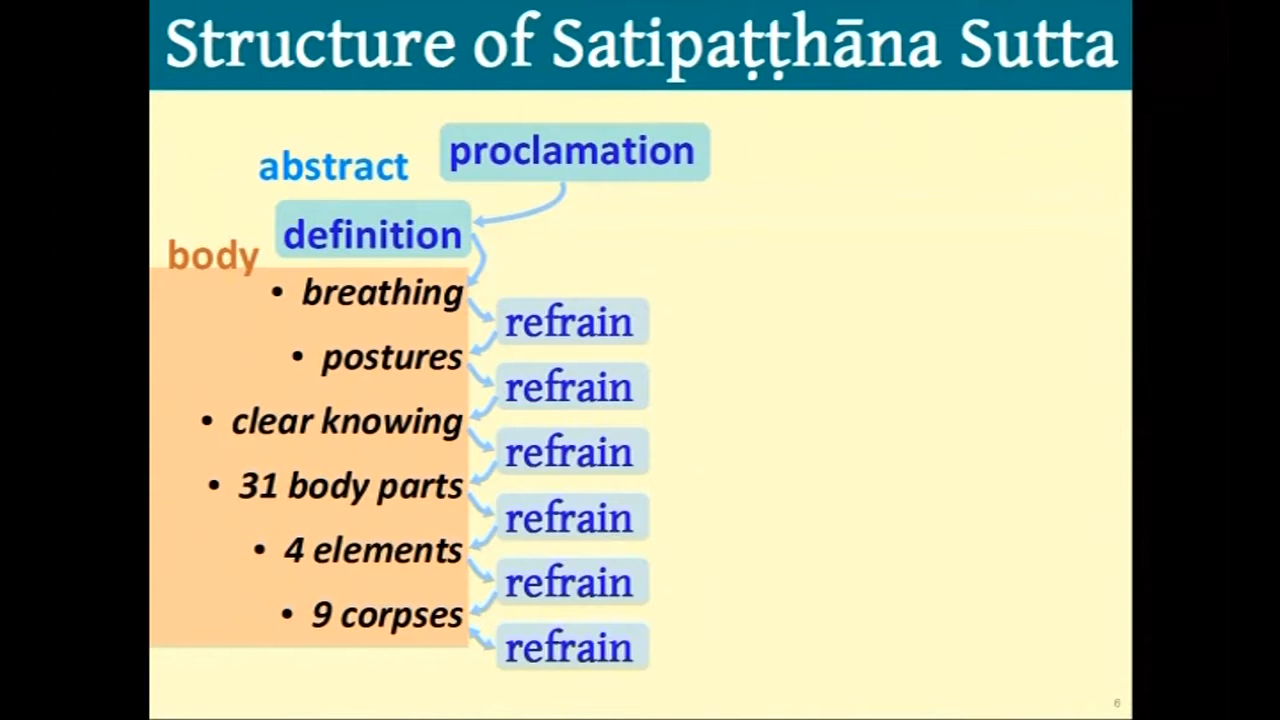 Structure of Satipaṭṭhāna Sutta
proclamation
abstract
definition
body
• breathing
refrain
• postures
refrain
• clear knowing
refrain
• 31 body parts
refrain
• 4 elements
refrain
• 9 corpses
refrain
6